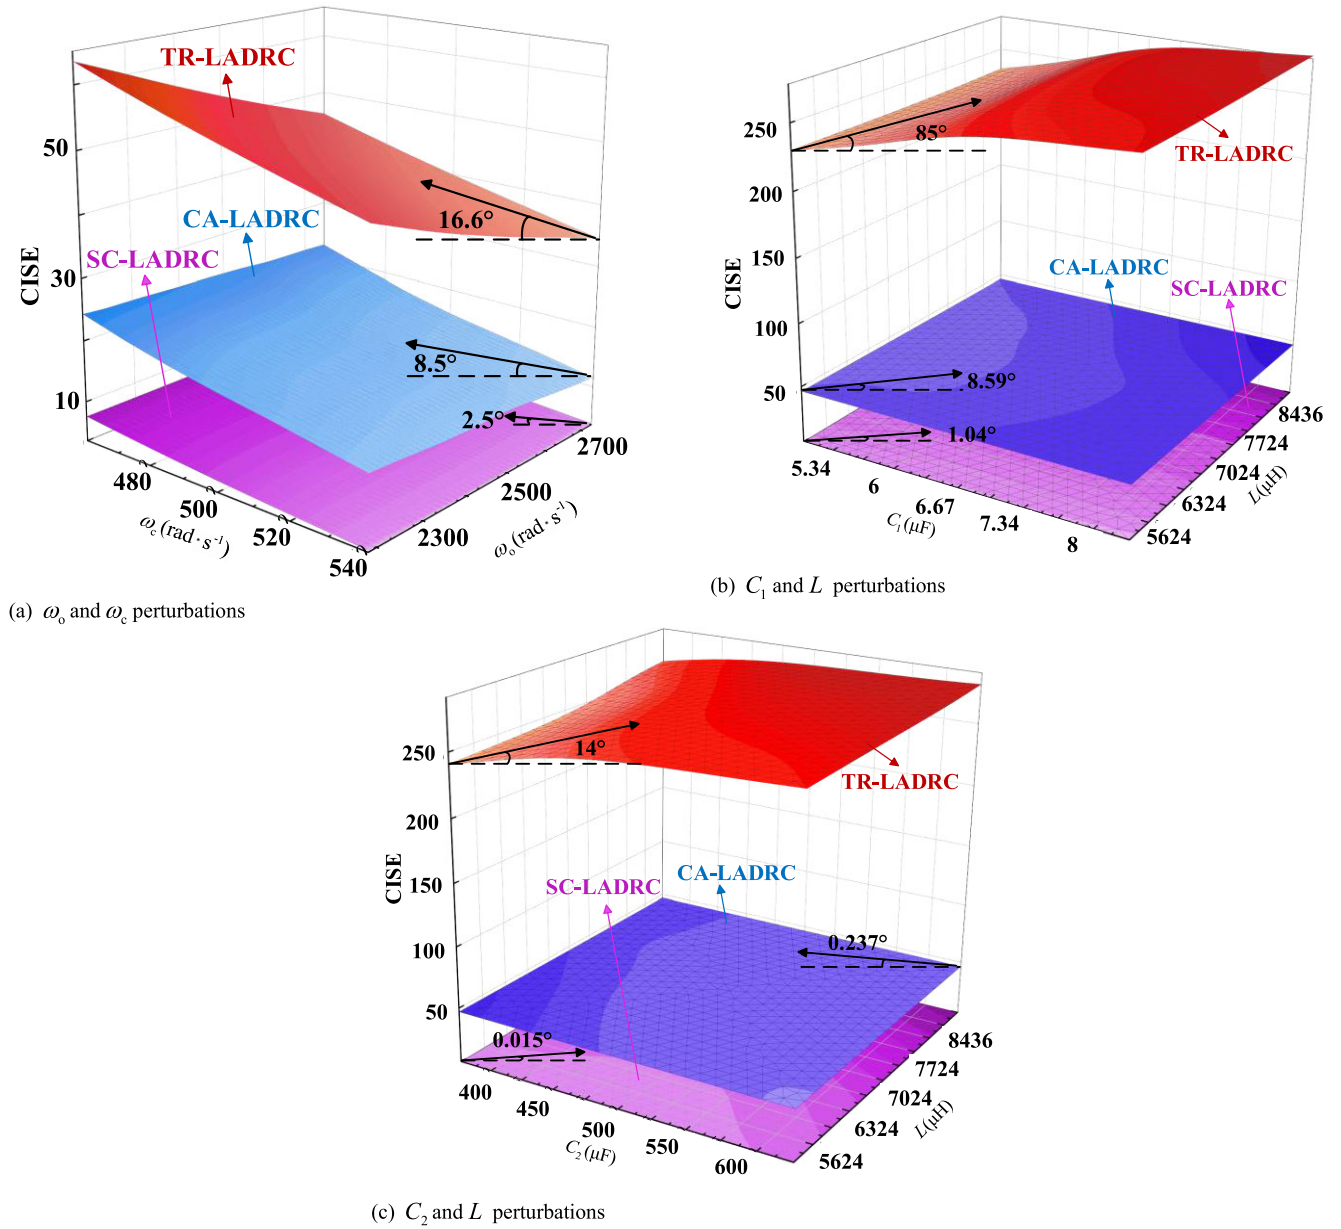 TR-LADRC
CA-LADRC
SC-LADRC
16.6°
8.5°
2.5°
CISE
50
30
10
480
500
520
540
ω_c (rad·s⁻¹)
2300
2500
2700
ω_o (rad·s⁻¹)
(a) ω_o and ω_c perturbations
85°
TR-LADRC
CA-LADRC
SC-LADRC
8.59°
1.04°
CISE
250
200
150
100
50
5.34
6
6.67
7.34
8
C₁(μF)
5624
6324
7024
7724
8436
L(μH)
(b) C₁ and L perturbations
14°
TR-LADRC
SC-LADRC
CA-LADRC
0.237°
0.015°
CISE
250
200
150
100
50
400
450
500
550
600
C₂(μF)
5624
6324
7024
7724
8436
L(μH)
(c) C₂ and L perturbations